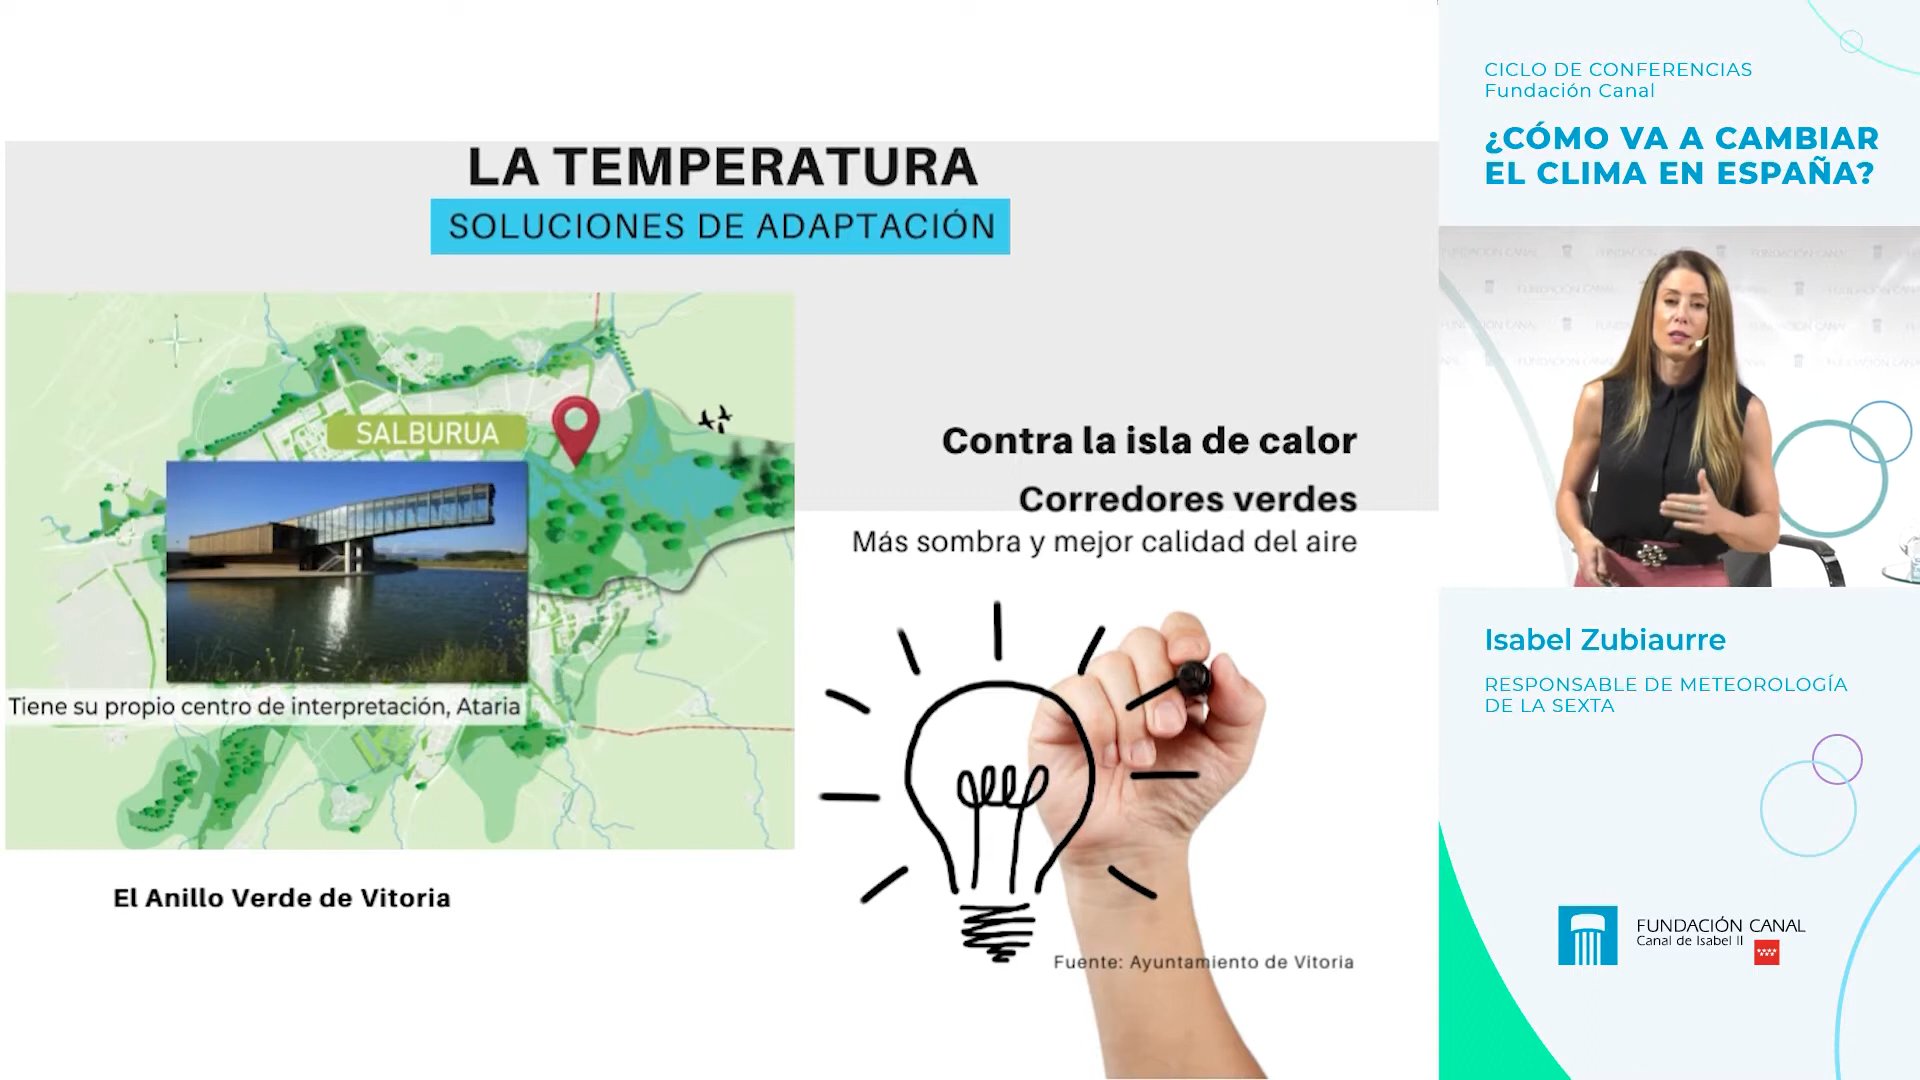 LA TEMPERATURA
SOLUCIONES DE ADAPTACIÓN
SALBURUA
Tiene su propio centro de interpretación, Ataria
El Anillo Verde de Vitoria
Contra la isla de calor
Corredores verdes
Más sombra y mejor calidad del aire
Fuente: Ayuntamiento de Vitoria
CICLO DE CONFERENCIAS
Fundación Canal
¿CÓMO VA A CAMBIAR
EL CLIMA EN ESPAÑA?
FUNDACIÓN CANAL
Isabel Zubiaurre
RESPONSABLE DE METEOROLOGÍA
DE LA SEXTA
FUNDACIÓN CANAL
Canal de Isabel II